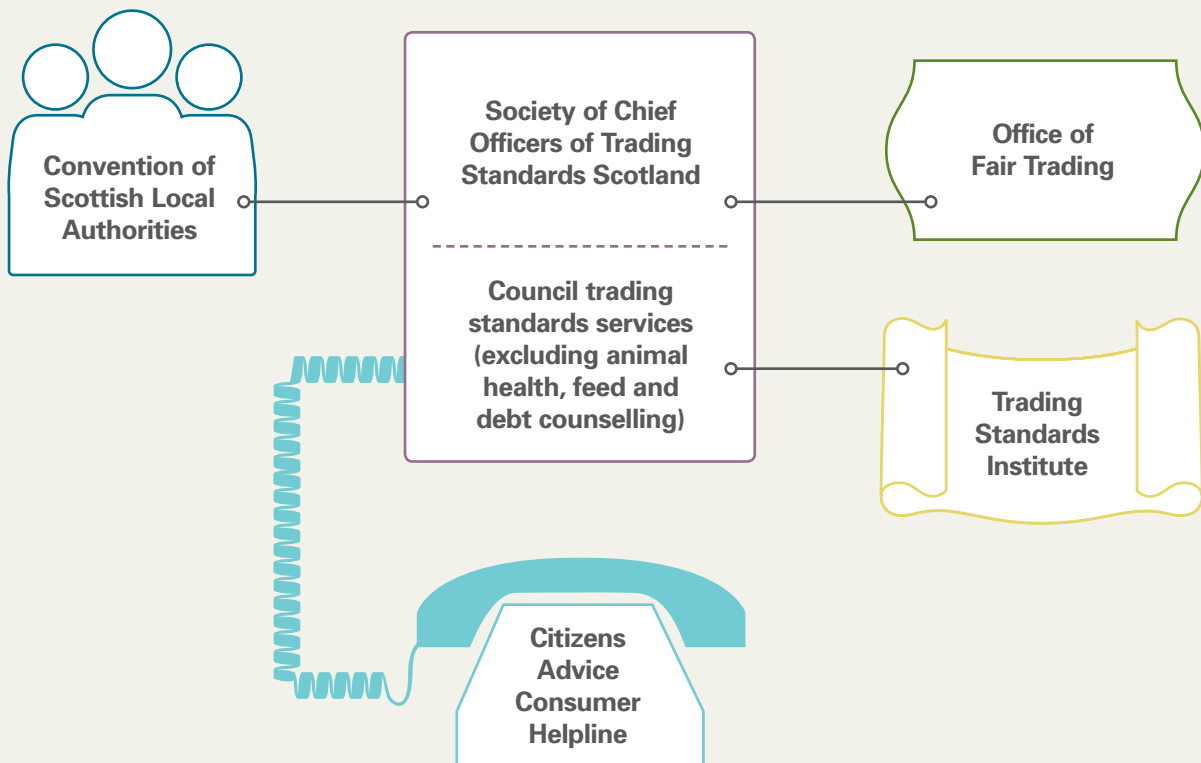 Convention of
Scottish Local
Authorities
Society of Chief
Officers of Trading
Standards Scotland
Office of
Fair Trading
Council trading
standards services
(excluding animal
health, feed and
debt counselling)
Trading
Standards
Institute
Citizens
Advice
Consumer
Helpline